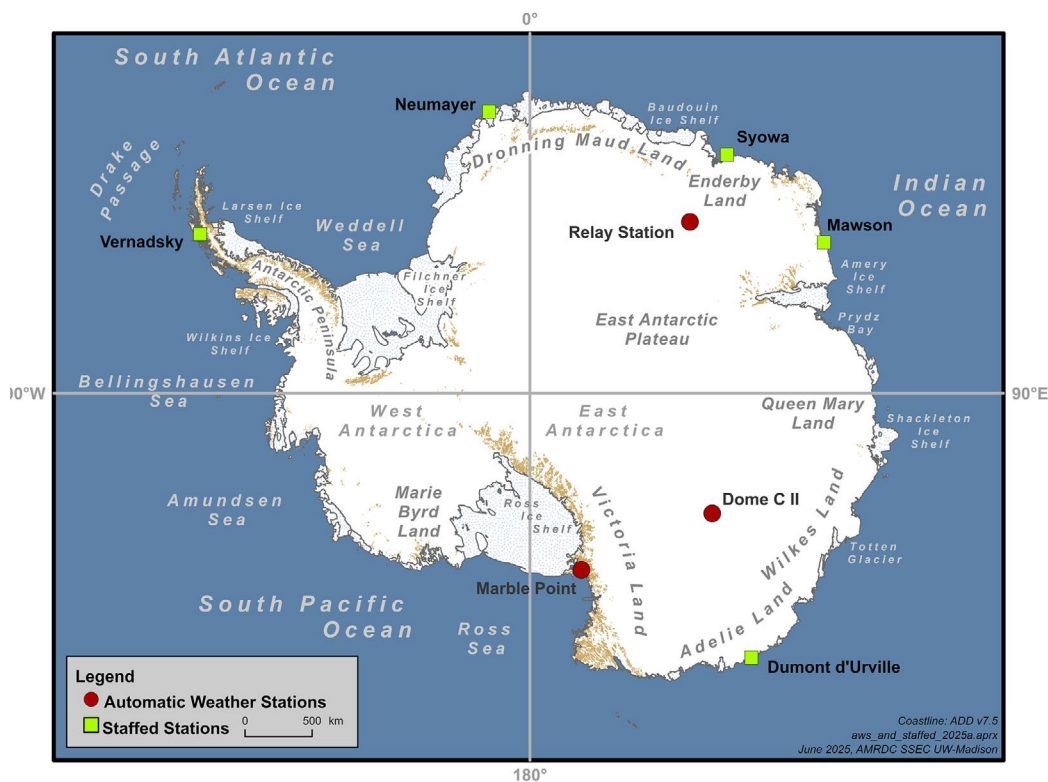 0°
South Atlantic
Ocean
Neumayer
Baudouin
Ice Shelf
Syowa
Drake
Passage
Dronning Maud Land
Enderby
Land
Indian
Ocean
Larsen Ice
Shelf
Weddell
Sea
Relay Station
Mawson
Vernadsky
Antarctic Peninsula
Filchner
Ice
Shelf
Amery
Ice
Shelf
East Antarctic
Plateau
Prydz
Bay
Wilkins Ice
Shelf
Bellingshausen
Sea
0°W
90°E
West
Antarctica
East
Antarctica
Queen Mary
Land
Shackleton
Ice
Shelf
Amundsen
Sea
Marie
Byrd
Land
Ross
Ice
Shelf
Victoria Land
Dome C II
Wilkes Land
Totten
Glacier
Marble Point
South Pacific
Ocean
Ross
Sea
Adelie Land
Dumont d'Urville
Legend
Automatic Weather Stations
Staffed Stations
0 500 km
Coastline: ADD v7.5
aws_and_staffed_2025a.aprx
June 2025, AMRDC SSEC UW-Madison
180°